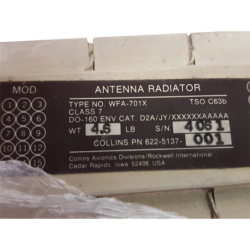 MOD
ANTENNA RADIATOR
TYPE NO. WFA-701X TSO C63b
CLASS 7
DO-160 ENV CAT. D2A/JY/XXXXXXAAAAA
WT 4.5 LB S/N 4051
COLLINS PN 622-5137-001
Collins Avionics Divisions/Rockwell International
Cedar Rapids, Iowa 52406 USA